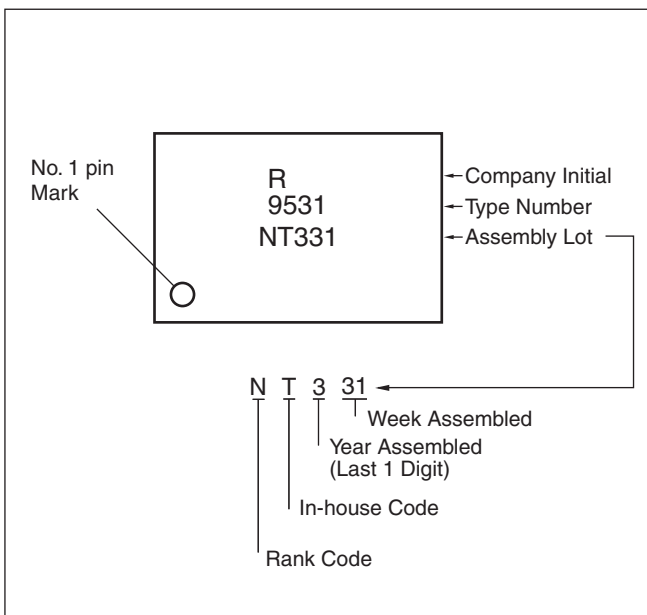 No. 1 pin
Mark
R
9531
NT331
Company Initial
Type Number
Assembly Lot
N T 3 31
Week Assembled
Year Assembled
(Last 1 Digit)
In-house Code
Rank Code